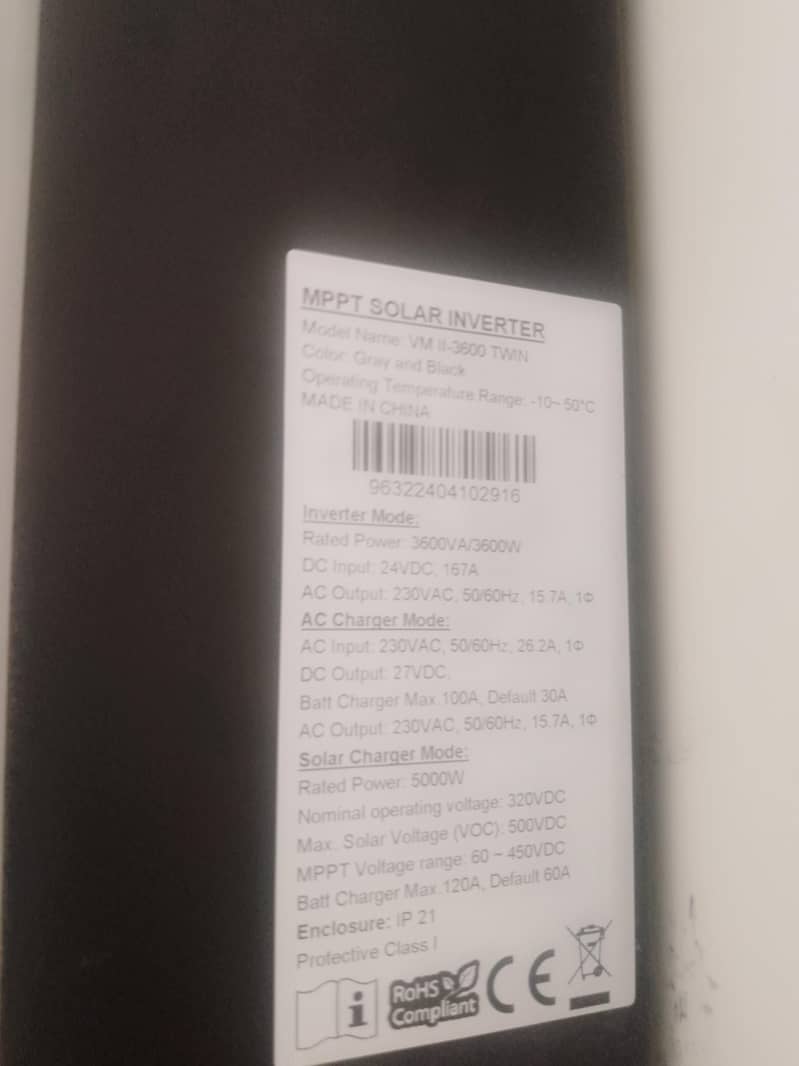 MPPT SOLAR INVERTER
Model Name: VM II-3600 TWIN
Color: Gray and Black
Operating Temperature Range: -10~ 50°C
MADE IN CHINA
96322404102916
Inverter Mode:
Rated Power: 3600VA/3600W
DC Input: 24VDC, 167A
AC Output: 230VAC, 50/60Hz, 15.7A, 1Φ
AC Charger Mode:
AC Input: 230VAC, 50/60Hz, 26.2A, 1Φ
DC Output: 27VDC,
Batt Charger Max.100A, Default 30A
AC Output: 230VAC, 50/60Hz, 15.7A, 1Φ
Solar Charger Mode:
Rated Power: 5000W
Nominal operating voltage: 320VDC
Max. Solar Voltage (VOC): 500VDC
MPPT Voltage range: 60 ~ 450VDC
Batt Charger Max.120A, Default 60A
Enclosure: IP 21
Protective Class I
i
RoHS
Compliant
CE